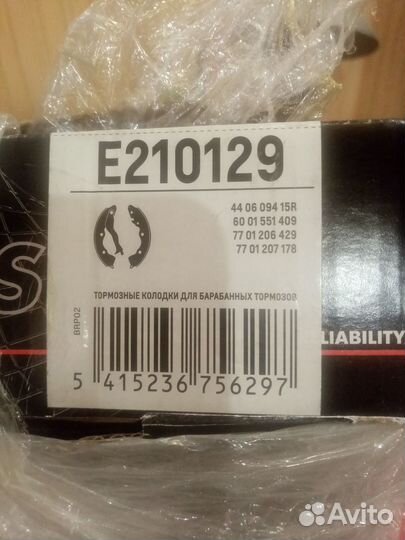 E210129
44 06 094 15R
60 01 551 409
77 01 206 429
77 01 207 178
ТОРМОЗНЫЕ КОЛОДКИ ДЛЯ БАРАБАННЫХ ТОРМОЗОВ
BRP02
5 415236 756297
S
LIABILITY
Avito